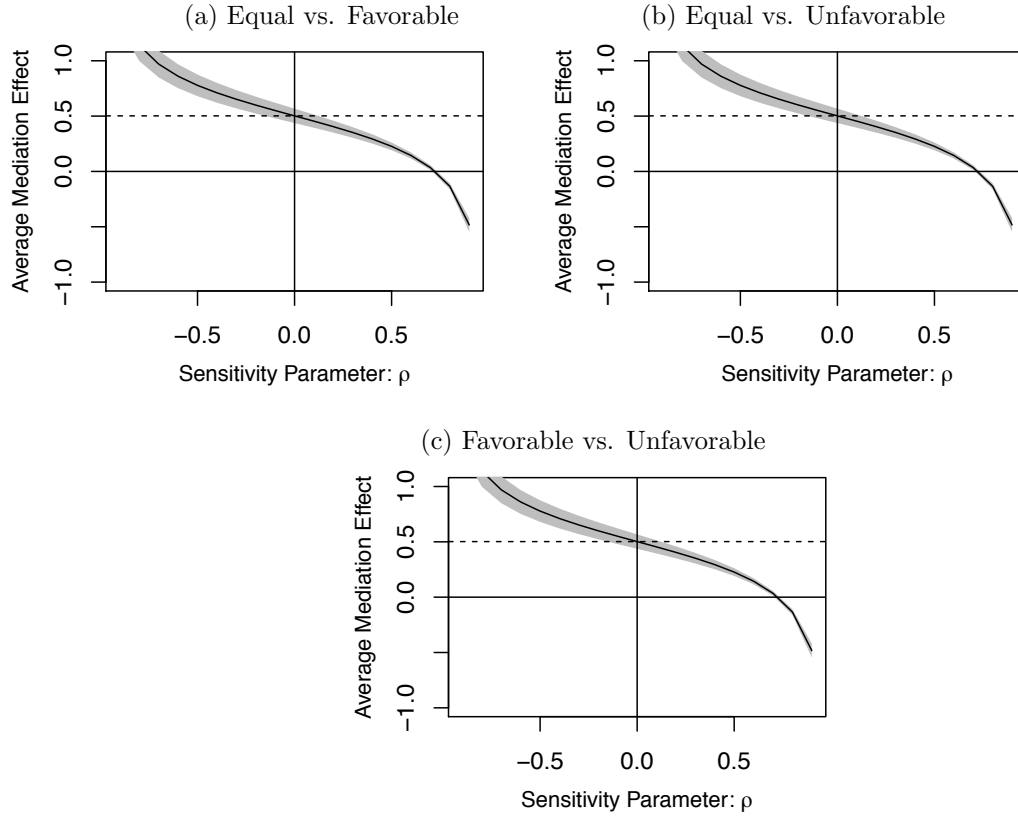 (a) Equal vs. Favorable
Average Mediation Effect
1.0
0.5
0.0
−1.0
−0.5 0.0 0.5
Sensitivity Parameter: ρ
(b) Equal vs. Unfavorable
Average Mediation Effect
1.0
0.5
0.0
−1.0
−0.5 0.0 0.5
Sensitivity Parameter: ρ
(c) Favorable vs. Unfavorable
Average Mediation Effect
1.0
0.5
0.0
−1.0
−0.5 0.0 0.5
Sensitivity Parameter: ρ